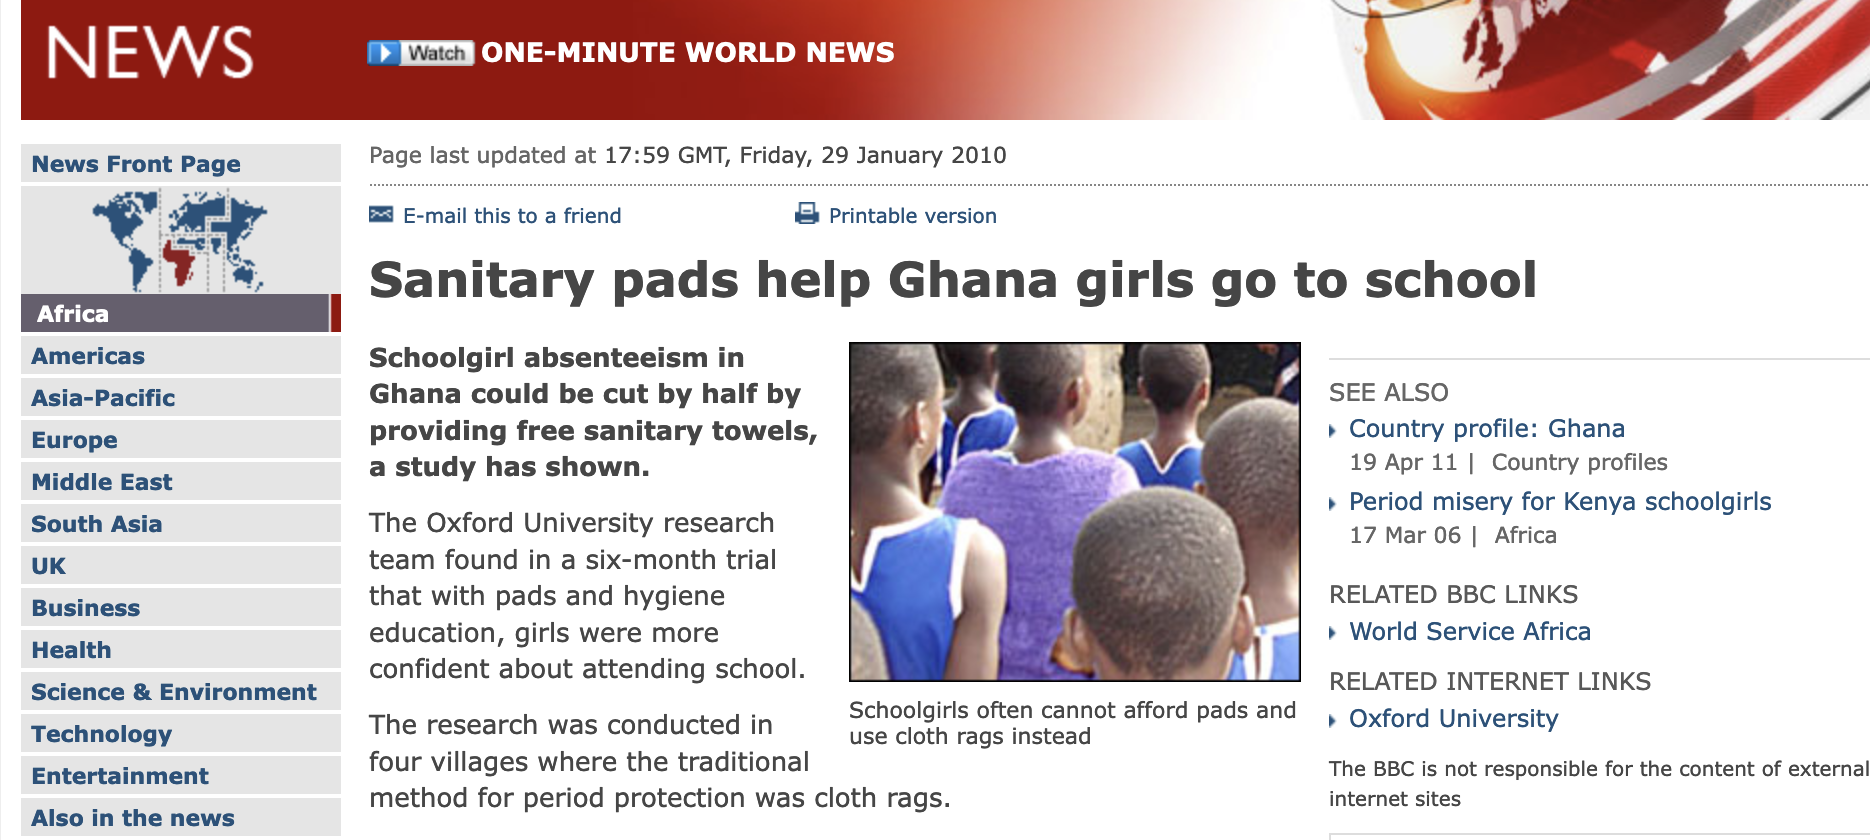 NEWS
Watch ONE-MINUTE WORLD NEWS
News Front Page
Africa
Americas
Asia-Pacific
Europe
Middle East
South Asia
UK
Business
Health
Science & Environment
Technology
Entertainment
Also in the news
Page last updated at 17:59 GMT, Friday, 29 January 2010
E-mail this to a friend
Printable version
Sanitary pads help Ghana girls go to school
Schoolgirl absenteeism in
Ghana could be cut by half by
providing free sanitary towels,
a study has shown.
The Oxford University research
team found in a six-month trial
that with pads and hygiene
education, girls were more
confident about attending school.
The research was conducted in
four villages where the traditional
method for period protection was cloth rags.
Schoolgirls often cannot afford pads and
use cloth rags instead
SEE ALSO
Country profile: Ghana
19 Apr 11 | Country profiles
Period misery for Kenya schoolgirls
17 Mar 06 | Africa
RELATED BBC LINKS
World Service Africa
RELATED INTERNET LINKS
Oxford University
The BBC is not responsible for the content of external
internet sites